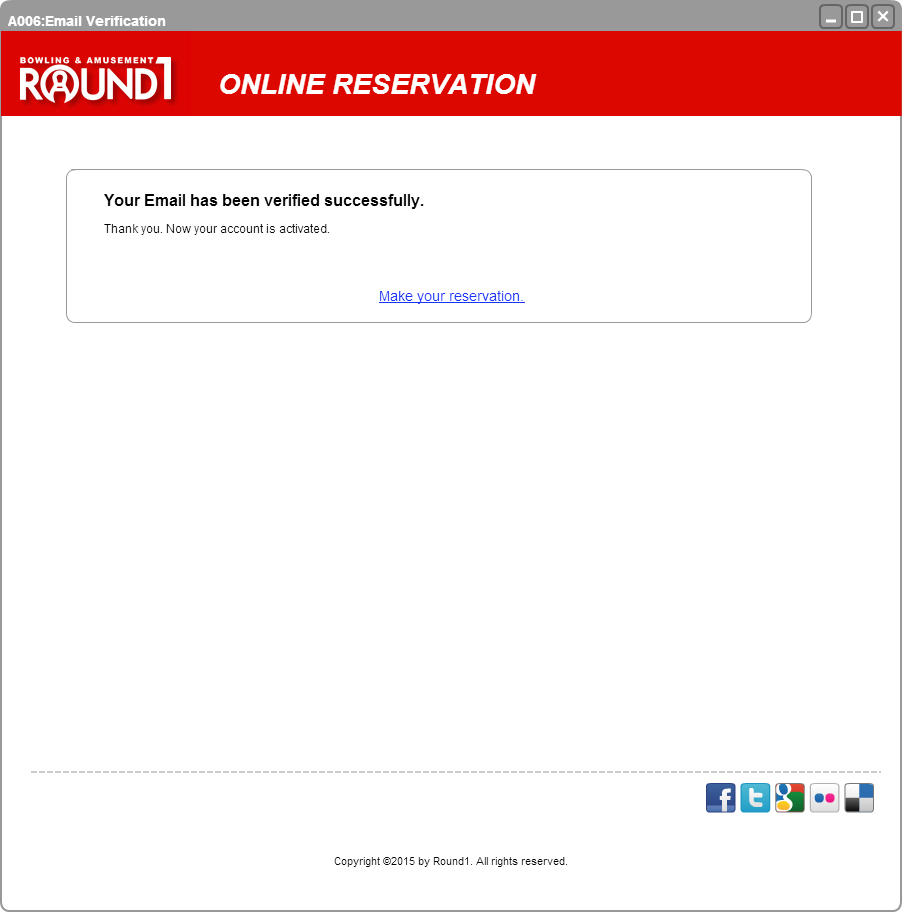 A006:Email Verification
BOWLING & AMUSEMENT
ROUND1
ONLINE RESERVATION
Your Email has been verified successfully.
Thank you. Now your account is activated.
Make your reservation.
Copyright ©2015 by Round1. All rights reserved.